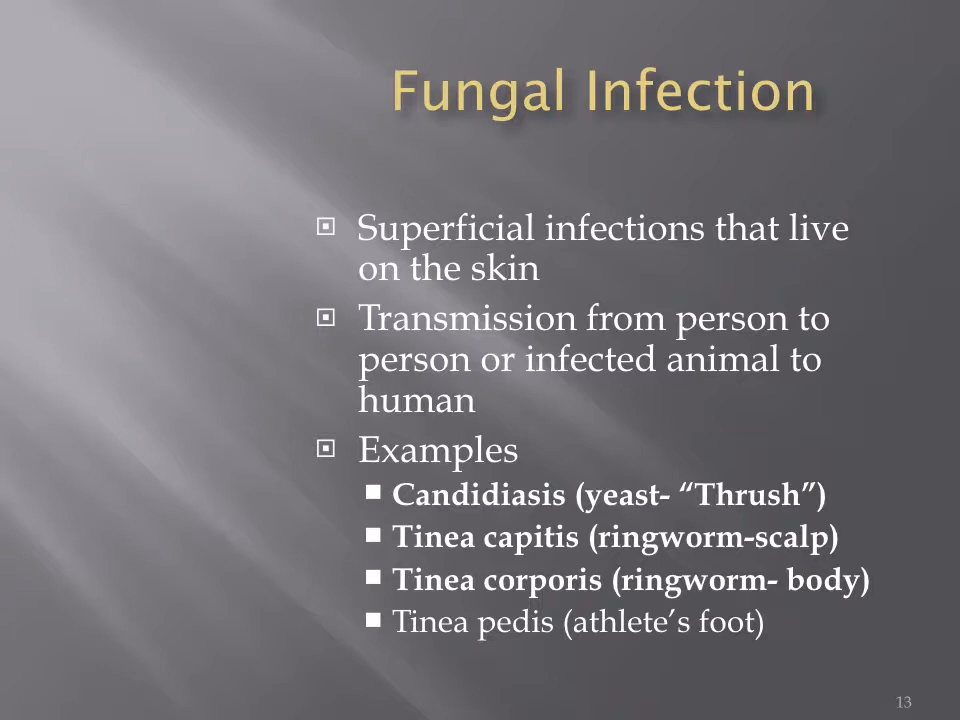 Fungal Infection
Superficial infections that live
on the skin
Transmission from person to
person or infected animal to
human
Examples
Candidiasis (yeast- “Thrush”)
Tinea capitis (ringworm-scalp)
Tinea corporis (ringworm- body)
Tinea pedis (athlete’s foot)
13